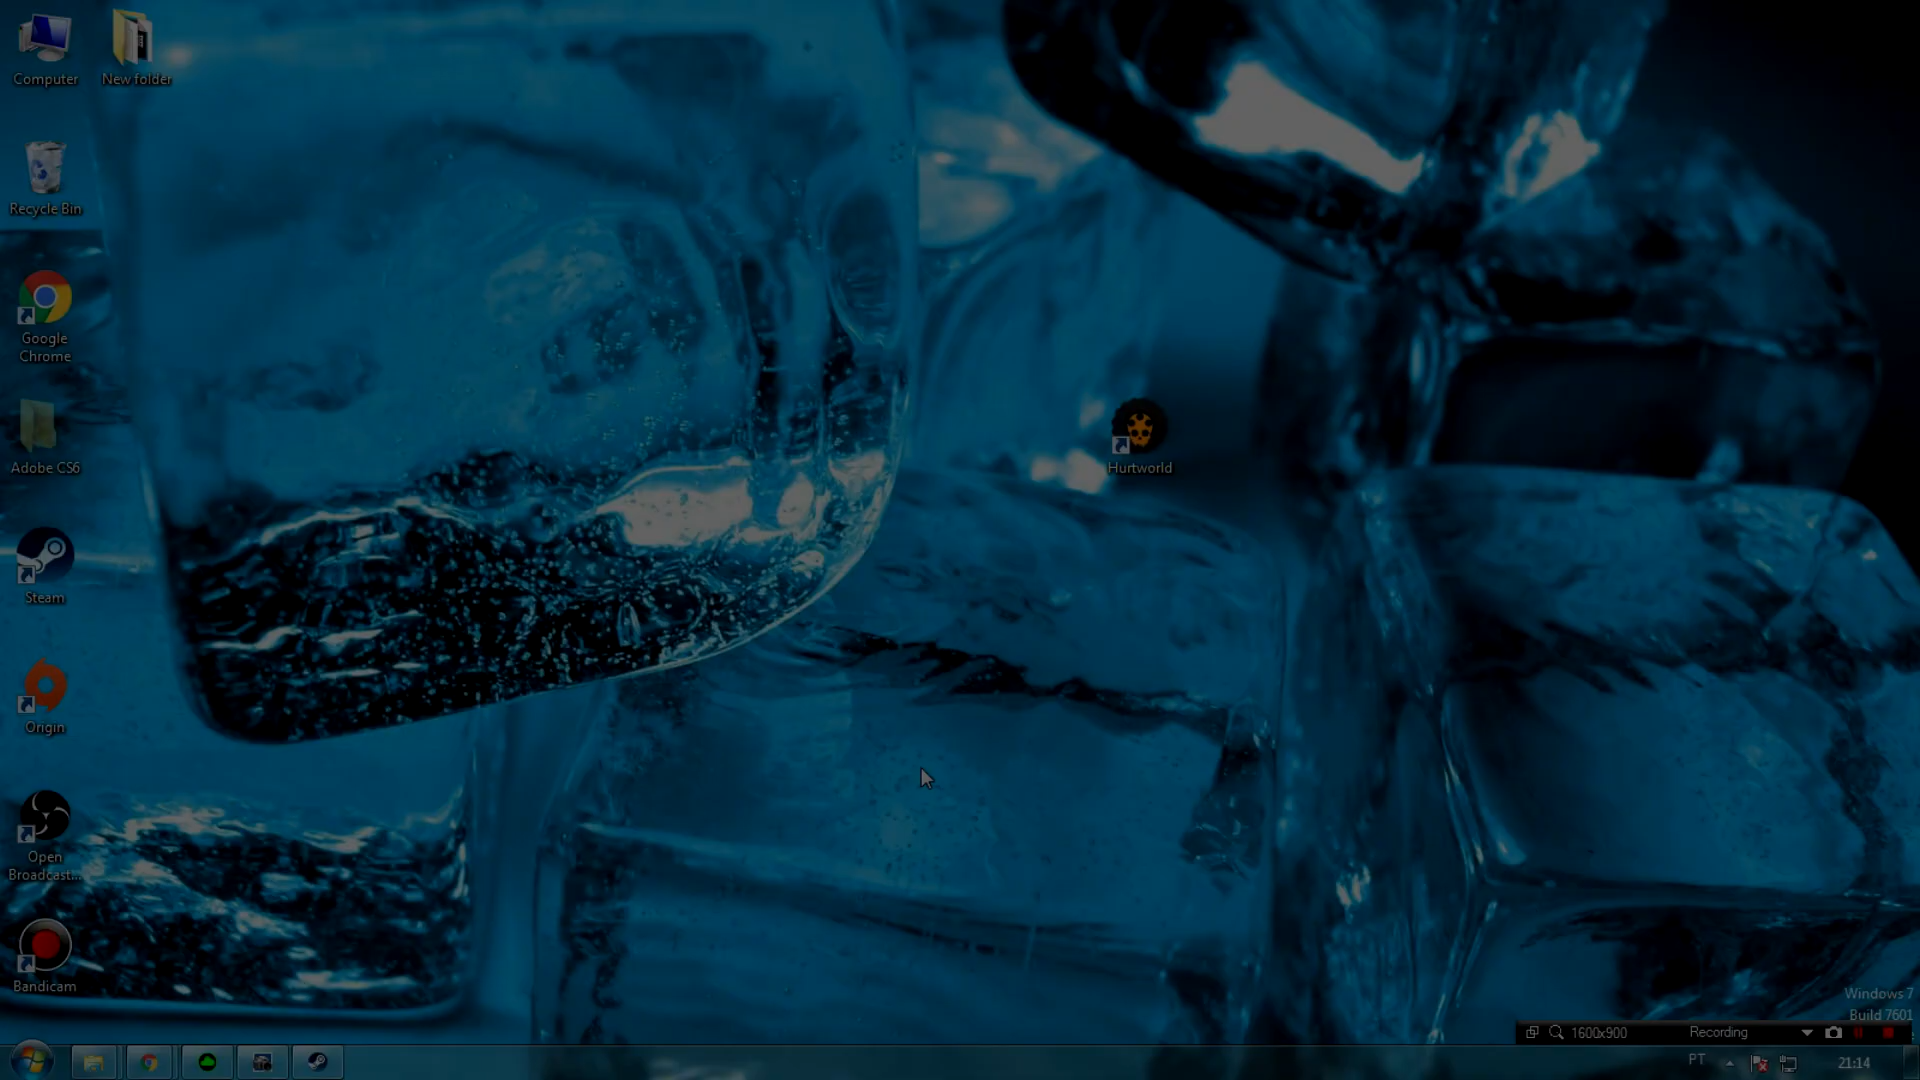 Computer
New folder
Recycle Bin
Google
Chrome
Adobe CS6
Hurtworld
Steam
Origin
Open
Broadcast...
Bandicam
Windows 7
Build 7601
1600x900
Recording
PT
21:14